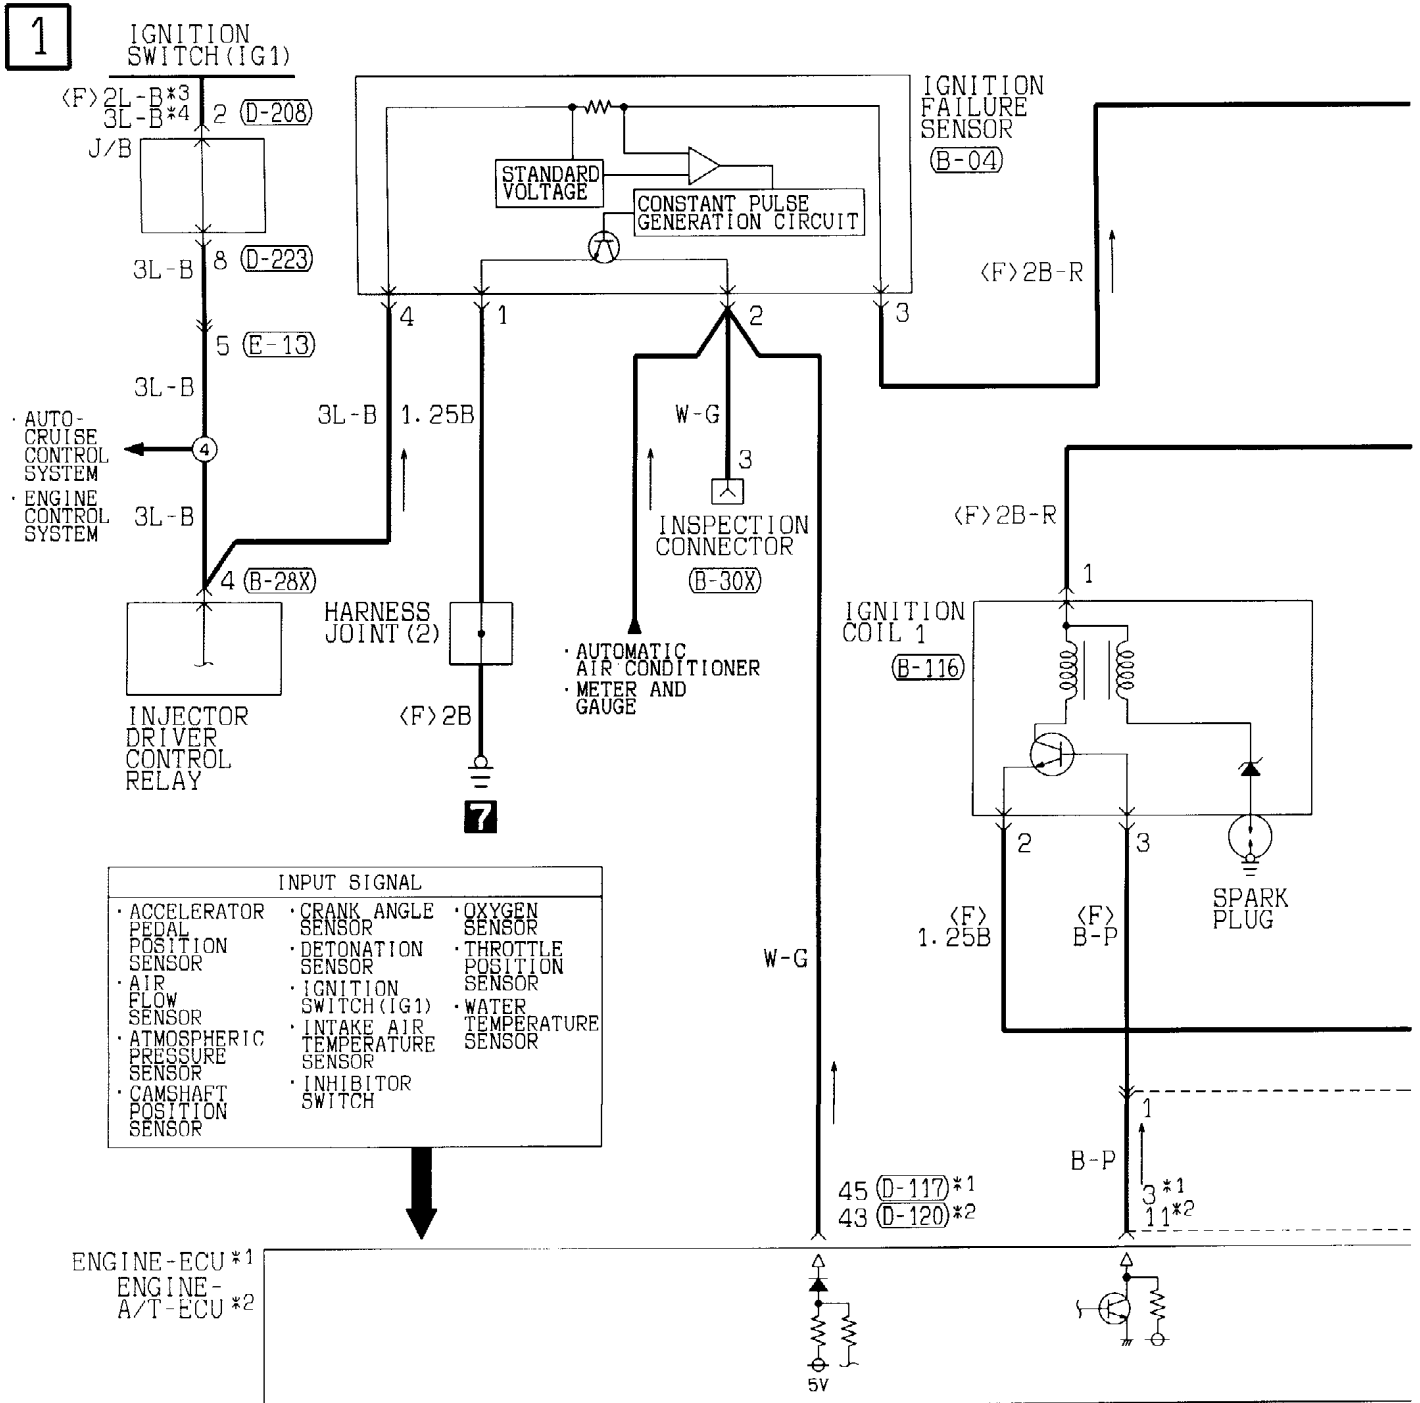 1
IGNITION
SWITCH(IG1)
<F>2L-B*3
3L-B*4
2 (D-208)
J/B
8 (D-223)
3L-B
5 (E-13)
3L-B
· AUTO-
CRUISE
CONTROL
SYSTEM
· ENGINE
CONTROL
SYSTEM
4
3L-B
4 (B-28X)
INJECTOR
DRIVER
CONTROL
RELAY
IGNITION
FAILURE
SENSOR
(B-04)
STANDARD
VOLTAGE
CONSTANT PULSE
GENERATION CIRCUIT
4
1
2
3
3L-B
1.25B
W-G
3
INSPECTION
CONNECTOR
(B-30X)
HARNESS
JOINT(2)
<F>2B
7
· AUTOMATIC
AIR CONDITIONER
· METER AND
GAUGE
<F>2B-R
<F>2B-R
1
IGNITION
COIL 1
(B-116)
2
3
SPARK
PLUG
<F>
1.25B
<F>
B-P
W-G
1
B-P
INPUT SIGNAL
· ACCELERATOR
PEDAL
POSITION
SENSOR
· AIR
FLOW
SENSOR
· ATMOSPHERIC
PRESSURE
SENSOR
· CAMSHAFT
POSITION
SENSOR
· CRANK ANGLE
SENSOR
· DETONATION
SENSOR
· IGNITION
SWITCH(IG1)
· INTAKE AIR
TEMPERATURE
SENSOR
· INHIBITOR
SWITCH
· OXYGEN
SENSOR
· THROTTLE
POSITION
SENSOR
· WATER
TEMPERATURE
SENSOR
45 (D-117)*1
43 (D-120)*2
3*1
11*2
ENGINE-ECU*1
ENGINE-
A/T-ECU*2
5V